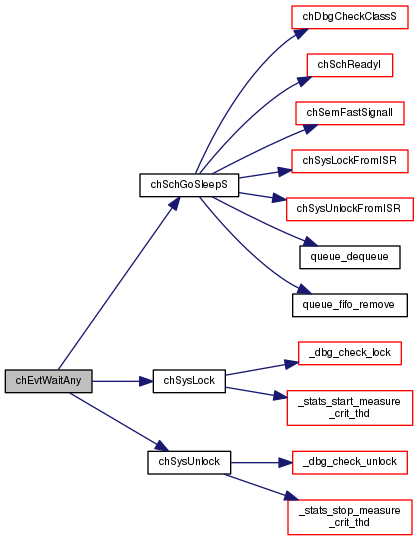 chDbgCheckClassS
chSchReadyI
chSemFastSignalI
chSysLockFromISR
chSchGoSleepS
chSysUnlockFromISR
queue_dequeue
queue_fifo_remove
_dbg_check_lock
chEvtWaitAny
chSysLock
_stats_start_measure
_crit_thd
chSysUnlock
_dbg_check_unlock
_stats_stop_measure
_crit_thd